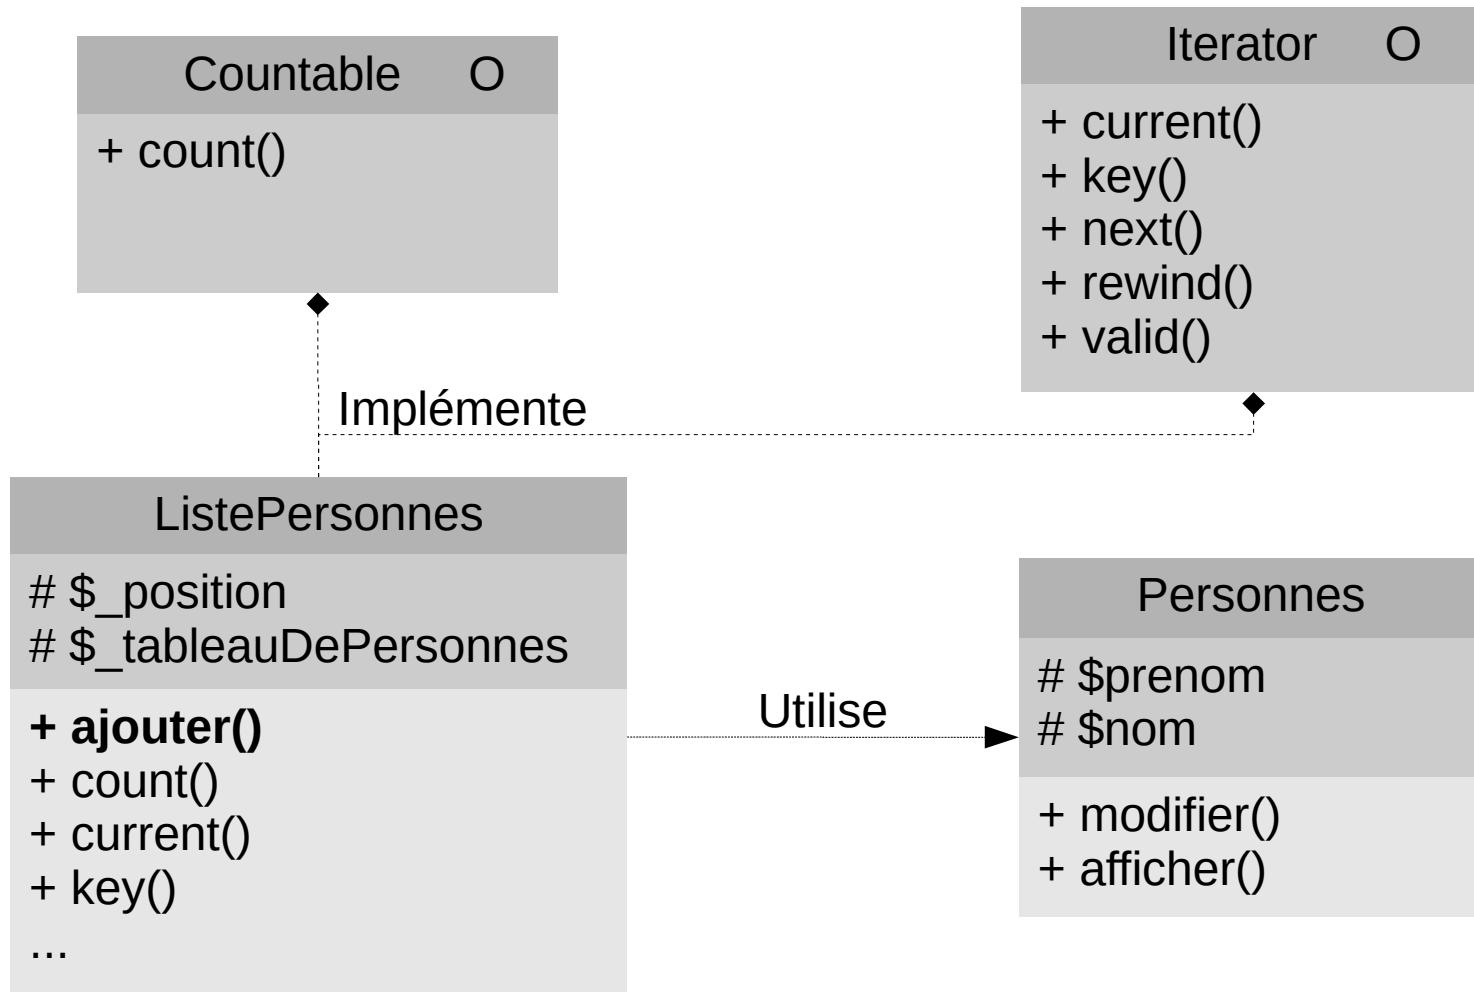 Countable O
+ count()
Iterator O
+ current()
+ key()
+ next()
+ rewind()
+ valid()
Implémente
ListePersonnes
# $_position
# $_tableauDePersonnes
+ ajouter()
+ count()
+ current()
+ key()
...
Utilise
Personnes
# $prenom
# $nom
+ modifier()
+ afficher()